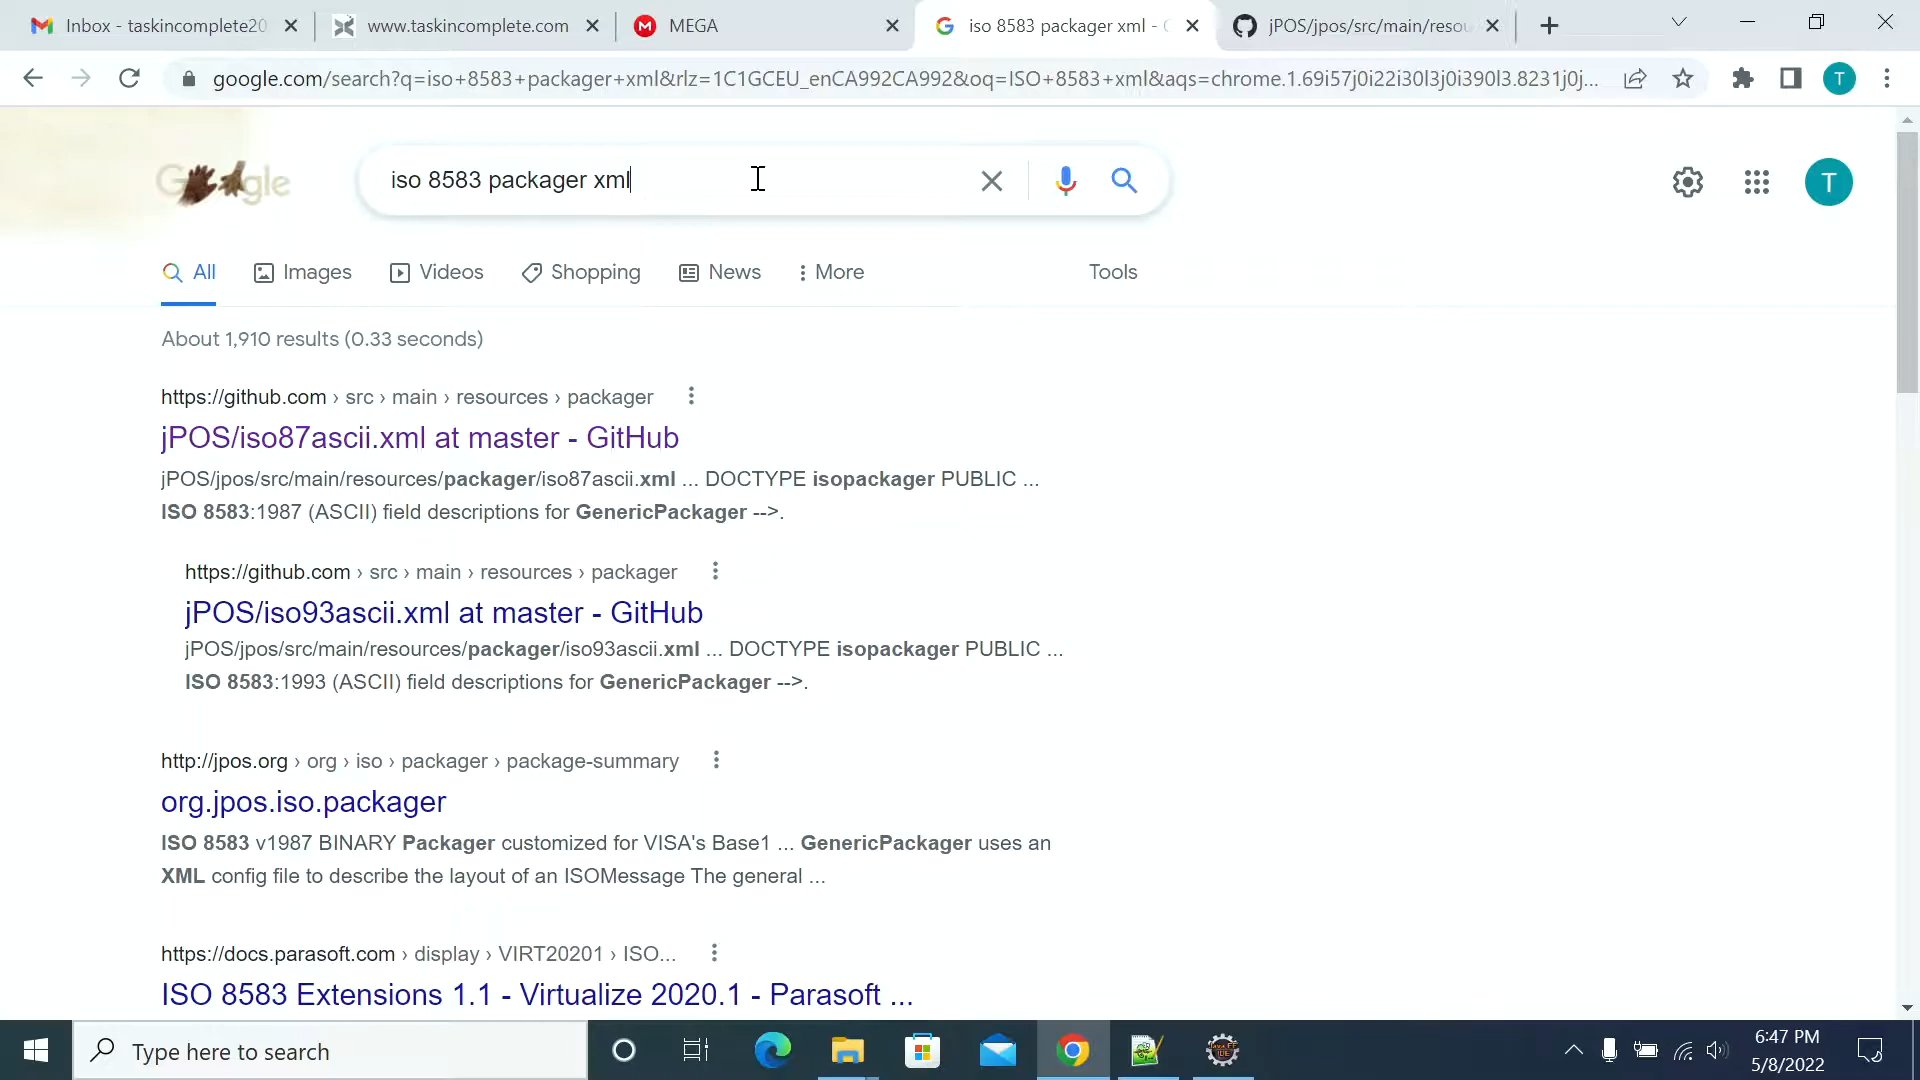 Inbox - taskincomplete20
www.taskincomplete.com
MEGA
iso 8583 packager xml -
jPOS/jpos/src/main/resou
google.com/search?q=iso+8583+packager+xml&rlz=1C1GCEU_enCA992CA992&oq=ISO+8583+xml&aqs=chrome.1.69i57j0i22i30l3j0i390l3.8231j0j...
T
Google
iso 8583 packager xml
T
All
Images
Videos
Shopping
News
More
Tools
About 1,910 results (0.33 seconds)
https://github.com › src › main › resources › packager
jPOS/iso87ascii.xml at master - GitHub
jPOS/jpos/src/main/resources/packager/iso87ascii.xml ... DOCTYPE isopackager PUBLIC ...
ISO 8583:1987 (ASCII) field descriptions for GenericPackager -->.
https://github.com › src › main › resources › packager
jPOS/iso93ascii.xml at master - GitHub
jPOS/jpos/src/main/resources/packager/iso93ascii.xml ... DOCTYPE isopackager PUBLIC ...
ISO 8583:1993 (ASCII) field descriptions for GenericPackager -->.
http://jpos.org › org › iso › packager › package-summary
org.jpos.iso.packager
ISO 8583 v1987 BINARY Packager customized for VISA's Base1 ... GenericPackager uses an
XML config file to describe the layout of an ISOMessage The general ...
https://docs.parasoft.com › display › VIRT20201 › ISO...
ISO 8583 Extensions 1.1 - Virtualize 2020.1 - Parasoft ...
Type here to search
6:47 PM
5/8/2022